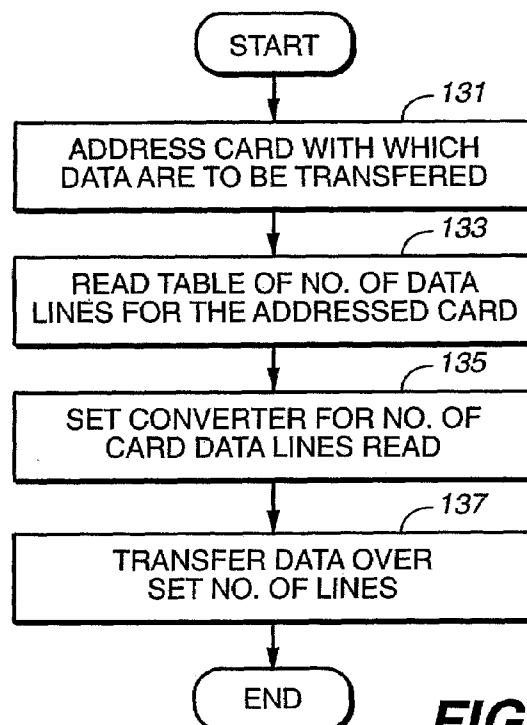 START
131
ADDRESS CARD WITH WHICH
DATA ARE TO BE TRANSFERED
133
READ TABLE OF NO. OF DATA
LINES FOR THE ADDRESSED CARD
135
SET CONVERTER FOR NO. OF
CARD DATA LINES READ
137
TRANSFER DATA OVER
SET NO. OF LINES
END
FIG